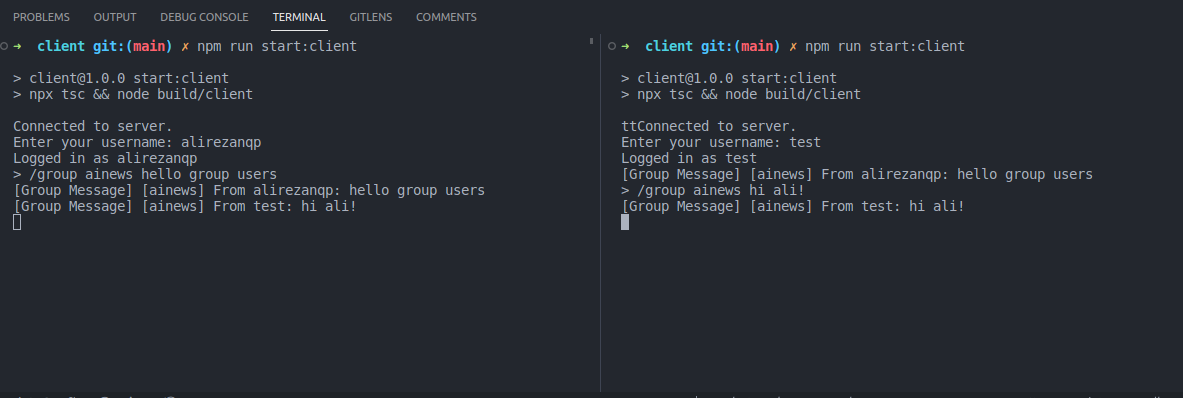 PROBLEMS OUTPUT DEBUG CONSOLE TERMINAL GITLENS COMMENTS
➜ client git:(main) ✗ npm run start:client
> client@1.0.0 start:client
> npx tsc && node build/client
Connected to server.
Enter your username: alirezanqp
Logged in as alirezanqp
> /group ainews hello group users
[Group Message] [ainews] From alirezanqp: hello group users
[Group Message] [ainews] From test: hi ali!
➜ client git:(main) ✗ npm run start:client
> client@1.0.0 start:client
> npx tsc && node build/client
ttConnected to server.
Enter your username: test
Logged in as test
[Group Message] [ainews] From alirezanqp: hello group users
> /group ainews hi ali!
[Group Message] [ainews] From test: hi ali!